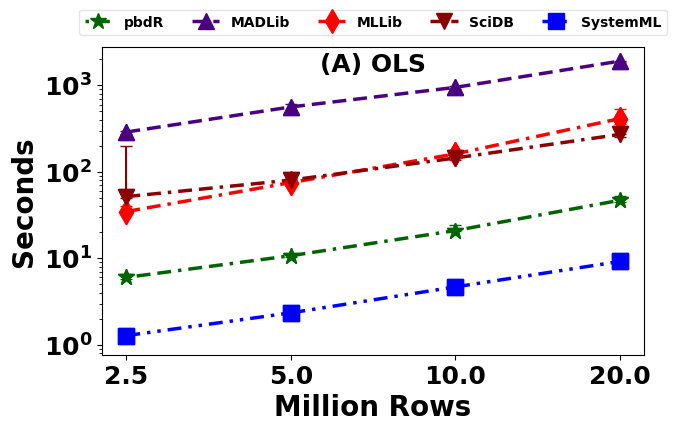 pbdR MADLib MLLib SciDB SystemML
(A) OLS
Seconds
10³
10²
10¹
10⁰
2.5 5.0 10.0 20.0
Million Rows